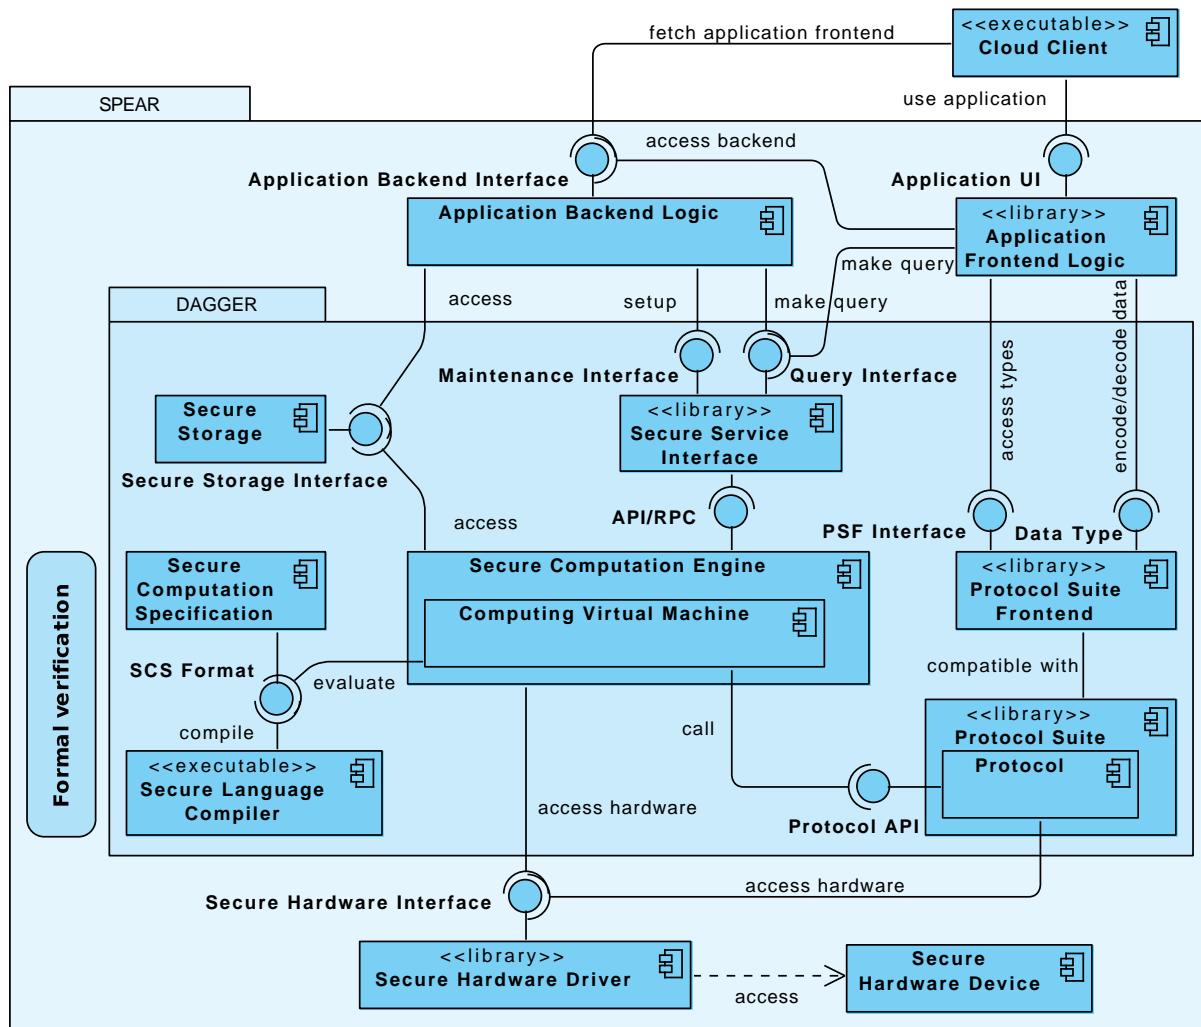 <<executable>>
Cloud Client
fetch application frontend
use application
SPEAR
access backend
Application Backend Interface
Application UI
Application Backend Logic
<<library>>
Application
Frontend Logic
make query
access
setup
make query
DAGGER
Maintenance Interface
Query Interface
access types
encode/decode data
Secure
Storage
<<library>>
Secure Service
Interface
Secure Storage Interface
access
API/RPC
PSF Interface
Data Type
Secure
Computation
Specification
Secure Computation Engine
Computing Virtual Machine
<<library>>
Protocol Suite
Frontend
Formal verification
SCS Format
evaluate
compatible with
compile
call
<<library>>
Protocol Suite
Protocol
<<executable>>
Secure Language
Compiler
access hardware
Protocol API
access hardware
Secure Hardware Interface
<<library>>
Secure Hardware Driver
access
Secure
Hardware Device